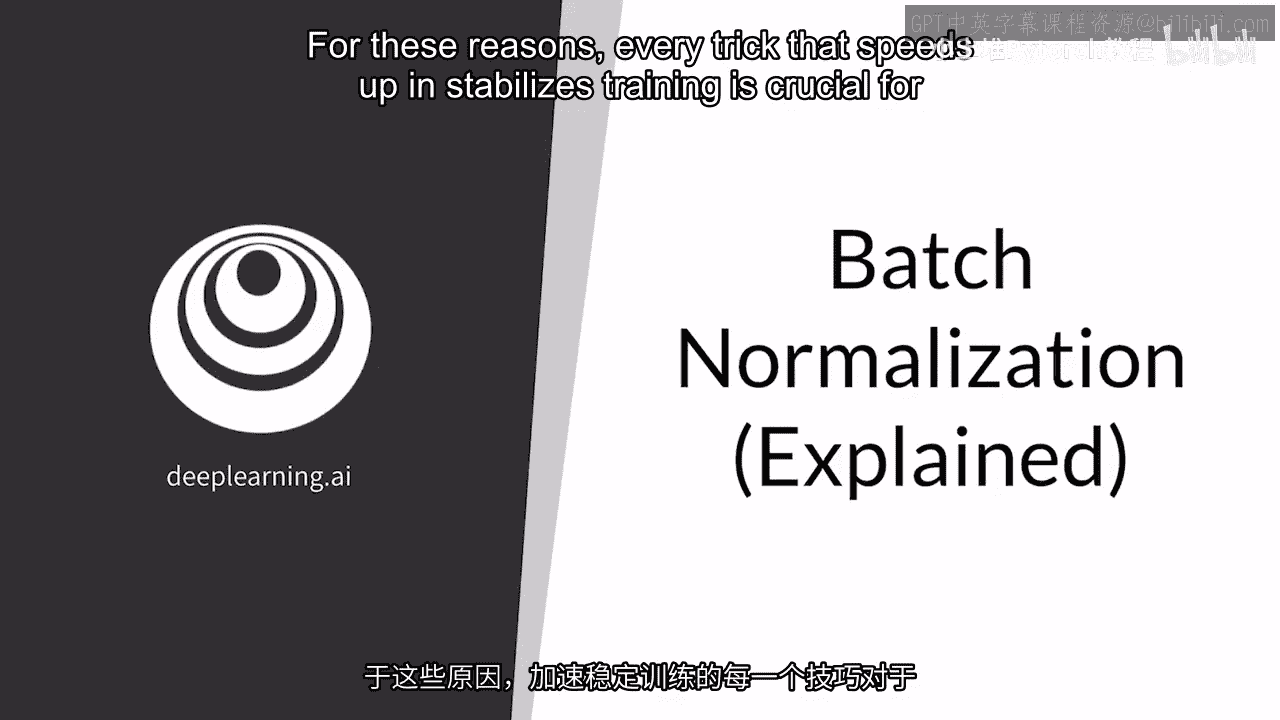 GPT中英字幕课程资源@bilibili.com
For these reasons, every trick that speeds
up in stabilizes training is crucial for
bilibili
Batch
Normalization
(Explained)
deeplearning.ai
于这些原因，加速稳定训练的每一个技巧对于